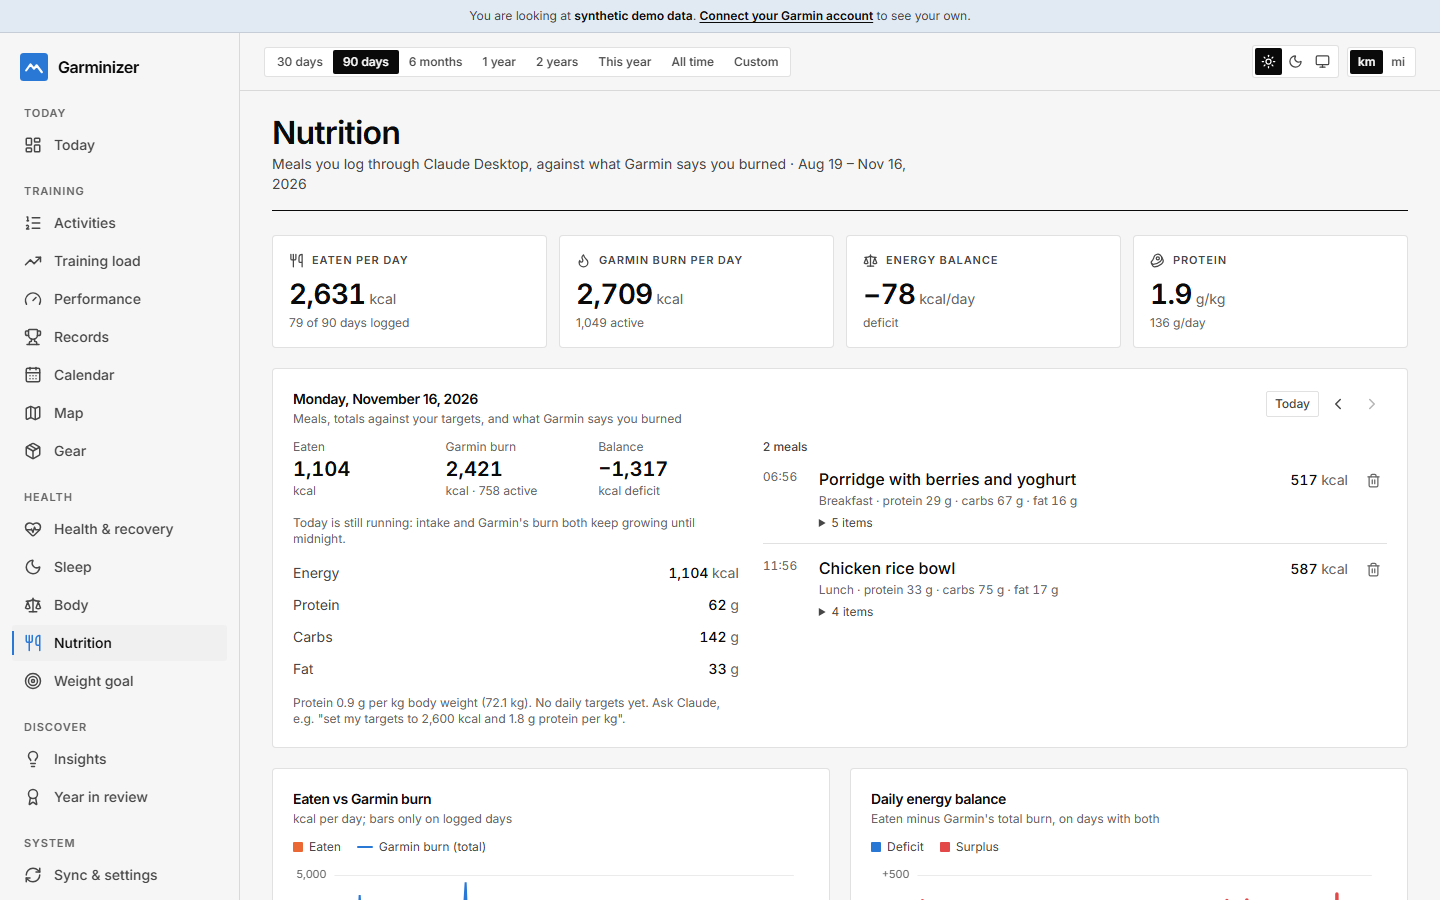 You are looking at synthetic demo data. Connect your Garmin account to see your own.
Garminizer
30 days 90 days 6 months 1 year 2 years This year All time Custom
km mi
TODAY
Today
TRAINING
Activities
Training load
Performance
Records
Calendar
Map
Gear
HEALTH
Health & recovery
Sleep
Body
Nutrition
Weight goal
DISCOVER
Insights
Year in review
SYSTEM
Sync & settings
Nutrition
Meals you log through Claude Desktop, against what Garmin says you burned · Aug 19 – Nov 16,
2026
EATEN PER DAY
2,631 kcal
79 of 90 days logged
GARMIN BURN PER DAY
2,709 kcal
1,049 active
ENERGY BALANCE
−78 kcal/day
deficit
PROTEIN
1.9 g/kg
136 g/day
Monday, November 16, 2026
Meals, totals against your targets, and what Garmin says you burned
Today
Eaten
1,104
kcal
Garmin burn
2,421
kcal · 758 active
Balance
−1,317
kcal deficit
Today is still running: intake and Garmin's burn both keep growing until
midnight.
Energy 1,104 kcal
Protein 62 g
Carbs 142 g
Fat 33 g
Protein 0.9 g per kg body weight (72.1 kg). No daily targets yet. Ask Claude,
e.g. "set my targets to 2,600 kcal and 1.8 g protein per kg".
2 meals
06:56 Porridge with berries and yoghurt 517 kcal
Breakfast · protein 29 g · carbs 67 g · fat 16 g
5 items
11:56 Chicken rice bowl 587 kcal
Lunch · protein 33 g · carbs 75 g · fat 17 g
4 items
Eaten vs Garmin burn
kcal per day; bars only on logged days
Eaten Garmin burn (total)
5,000
Daily energy balance
Eaten minus Garmin's total burn, on days with both
Deficit Surplus
+500